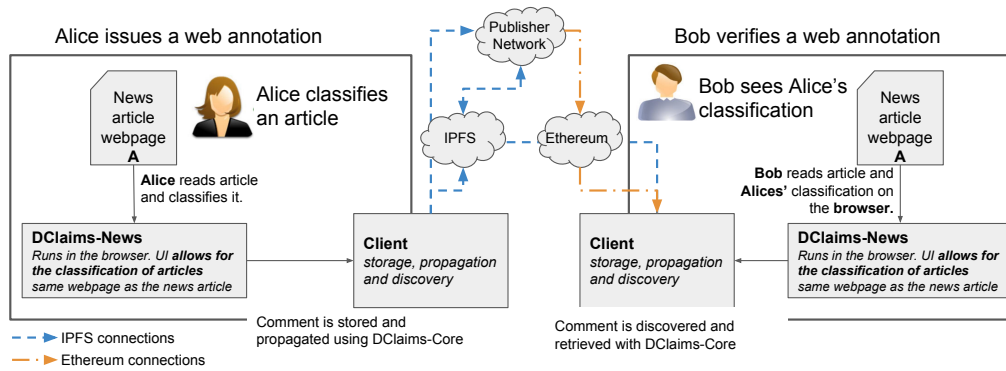 Alice issues a web annotation
Publisher
Network
Bob verifies a web annotation
News
article
webpage
A
Alice classifies
an article
IPFS
Ethereum
Bob sees Alice's
classification
News
article
webpage
A
Alice reads article
and classifies it.
Bob reads article and
Alices' classification on
the browser.
DClaims-News
Runs in the browser. UI allows for
the classification of articles
same webpage as the news article
Client
storage, propagation
and discovery
Client
storage, propagation
and discovery
DClaims-News
Runs in the browser. UI allows for
the classification of articles
same webpage as the news article
Comment is stored and
propagated using DClaims-Core
Comment is discovered and
retrieved with DClaims-Core
IPFS connections
Ethereum connections